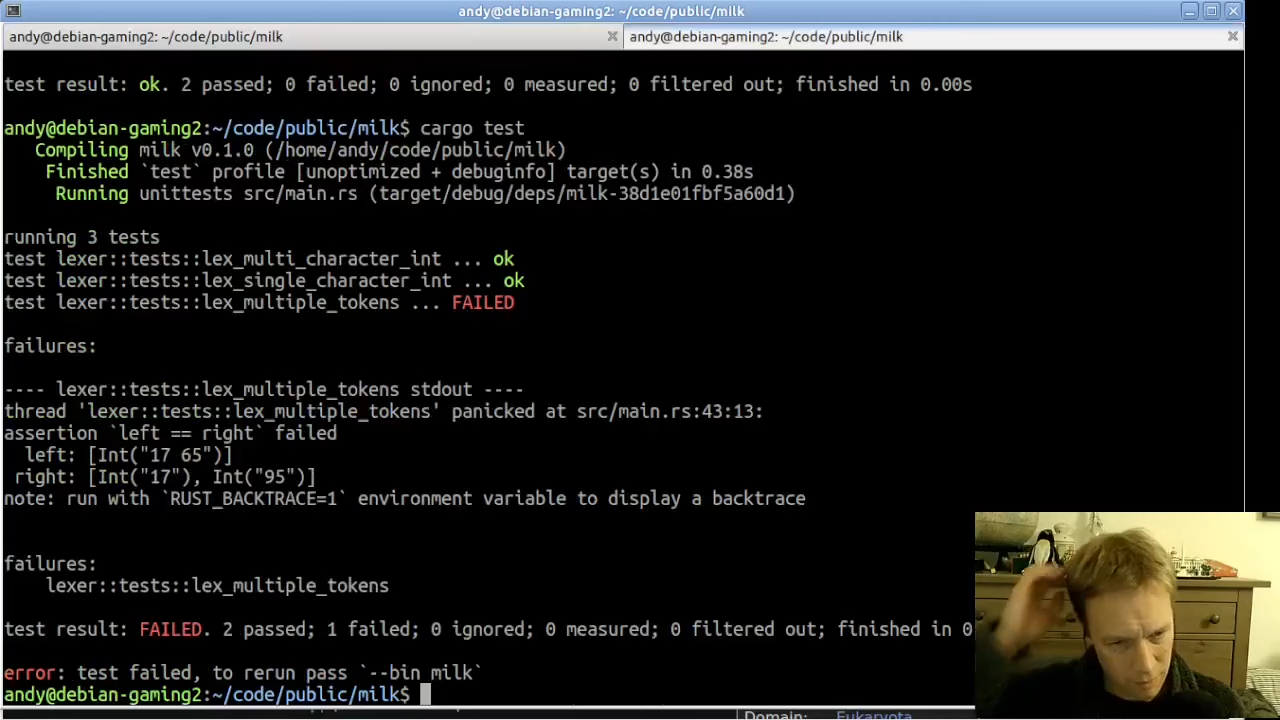 andy@debian-gaming2: ~/code/public/milk
andy@debian-gaming2: ~/code/public/milk
andy@debian-gaming2: ~/code/public/milk
test result: ok. 2 passed; 0 failed; 0 ignored; 0 measured; 0 filtered out; finished in 0.00s
andy@debian-gaming2:~/code/public/milk$ cargo test
Compiling milk v0.1.0 (/home/andy/code/public/milk)
Finished `test` profile [unoptimized + debuginfo] target(s) in 0.38s
Running unittests src/main.rs (target/debug/deps/milk-38d1e01fbf5a60d1)
running 3 tests
test lexer::tests::lex_multi_character_int ... ok
test lexer::tests::lex_single_character_int ... ok
test lexer::tests::lex_multiple_tokens ... FAILED
failures:
---- lexer::tests::lex_multiple_tokens stdout ----
thread 'lexer::tests::lex_multiple_tokens' panicked at src/main.rs:43:13:
assertion `left == right` failed
left: [Int("17 65")]
right: [Int("17"), Int("95")]
note: run with `RUST_BACKTRACE=1` environment variable to display a backtrace
failures:
lexer::tests::lex_multiple_tokens
test result: FAILED. 2 passed; 1 failed; 0 ignored; 0 measured; 0 filtered out; finished in 0
error: test failed, to rerun pass `--bin milk`
andy@debian-gaming2:~/code/public/milk$
Domain: Eukaryota